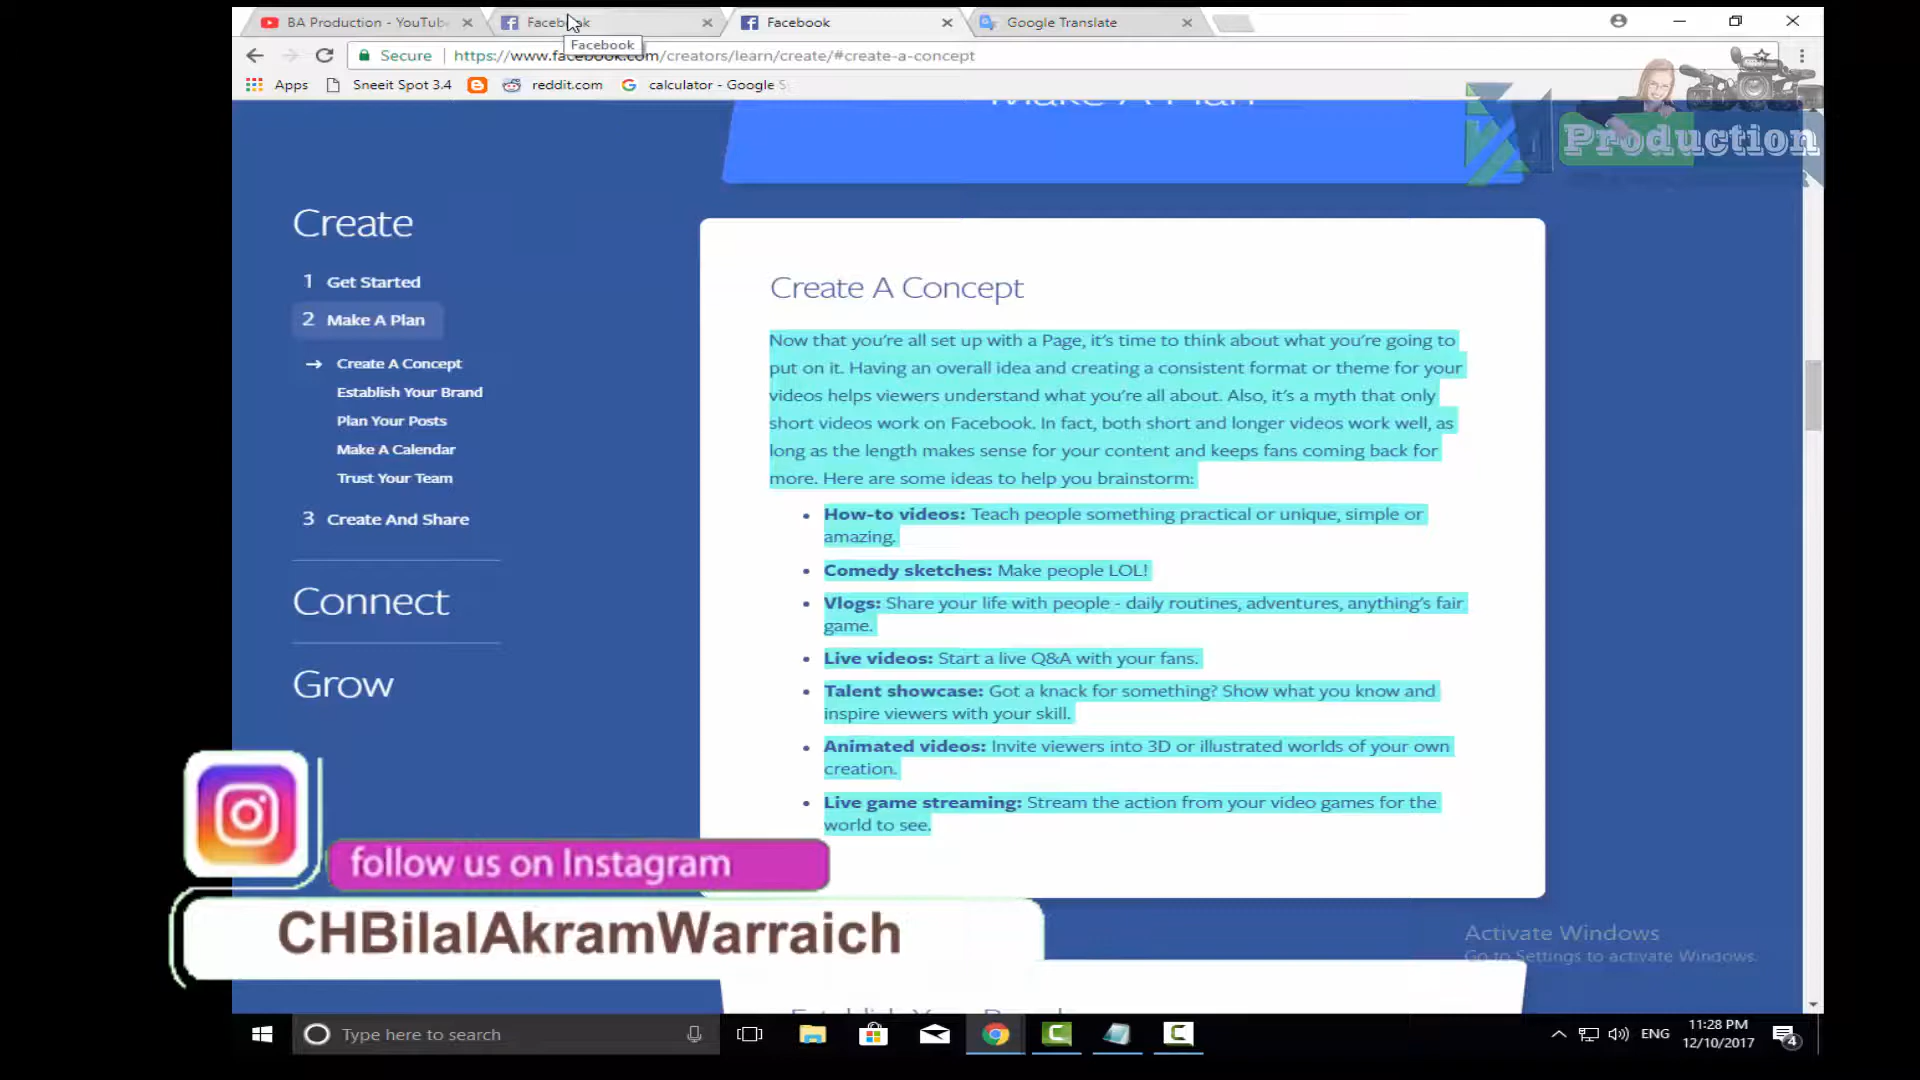 BA Production - YouTube
Facebook
Facebook
Google Translate
Facebook
Secure
https://www.facebook.com/creators/learn/create/#create-a-concept
Apps
Sneeit Spot 3.4
reddit.com
calculator - Google S
Make A Plan
Production
Create
1 Get Started
2 Make A Plan
Create A Concept
Establish Your Brand
Plan Your Posts
Make A Calendar
Trust Your Team
3 Create And Share
Connect
Grow
Create A Concept
Now that you're all set up with a Page, it's time to think about what you're going to
put on it. Having an overall idea and creating a consistent format or theme for your
videos helps viewers understand what you're all about. Also, it's a myth that only
short videos work on Facebook. In fact, both short and longer videos work well, as
long as the length makes sense for your content and keeps fans coming back for
more. Here are some ideas to help you brainstorm:
• How-to videos: Teach people something practical or unique, simple or
amazing.
• Comedy sketches: Make people LOL!
• Vlogs: Share your life with people - daily routines, adventures, anything's fair
game.
• Live videos: Start a live Q&A with your fans.
• Talent showcase: Got a knack for something? Show what you know and
inspire viewers with your skill.
• Animated videos: Invite viewers into 3D or illustrated worlds of your own
creation.
• Live game streaming: Stream the action from your video games for the
world to see.
follow us on Instagram
CHBilalAkramWarraich
Activate Windows
Go to Settings to activate Windows.
Type here to search
ENG
11:28 PM
12/10/2017
4